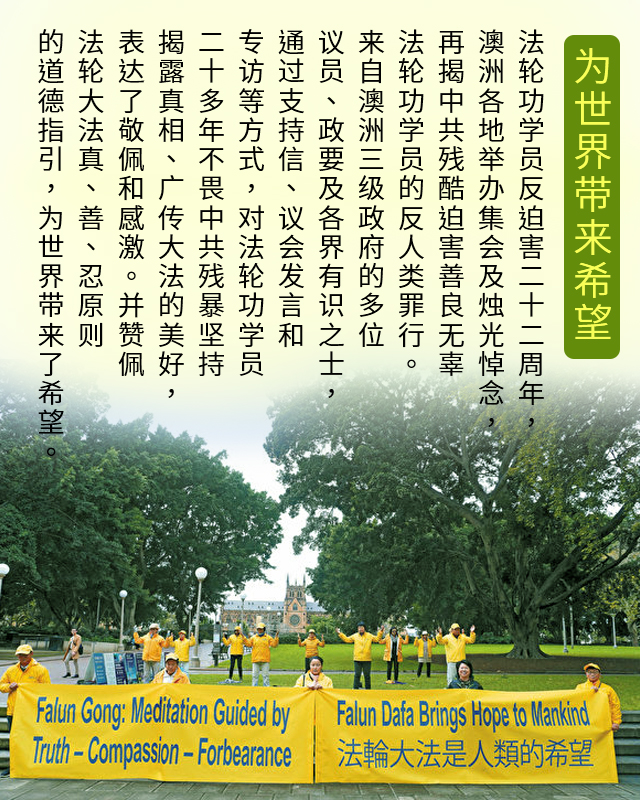 为世界带来希望
法轮功学员反迫害二十二周年，
澳洲各地举办集会及烛光悼念，
再揭中共残酷迫害善良无辜
法轮功学员的反人类罪行。
来自澳洲三级政府的多位
议员、政要及各界有识之士，
通过支持信、议会发言和
专访等方式，对法轮功学员
二十多年不畏中共残暴坚持
揭露真相、广传大法的美好，
表达了敬佩和感激。并赞佩
法轮大法真、善、忍原则
的道德指引，为世界带来了希望。
Falun Gong: Meditation Guided by
Truth – Compassion – Forbearance
Falun Dafa Brings Hope to Mankind
法輪大法是人類的希望